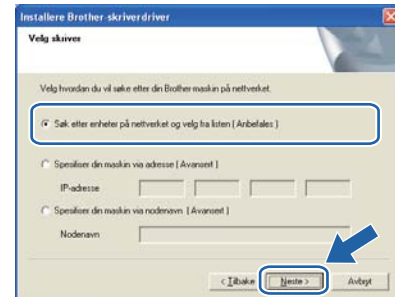 Installere Brother-skriverdriver
Velg skriver
Velg hvordan du vil søke etter din Brother maskin på nettverket.
Søk etter enheter på nettverket og velg fra listen ( Anbefales )
Spesifiser din maskin via adresse ( Avansert )
IP-adresse
Spesifiser din maskin via nodenavn ( Avansert )
Nodenavn
< Tilbake Neste > Avbryt